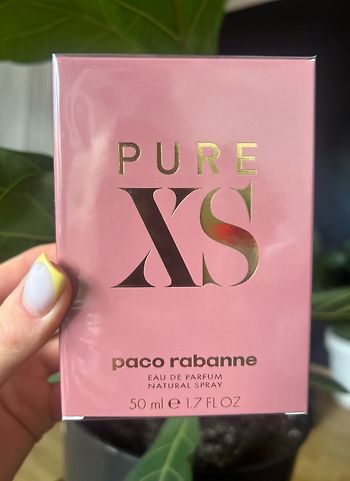 PURE
XS
paco rabanne
EAU DE PARFUM
NATURAL SPRAY
50 ml e 1.7 FL OZ